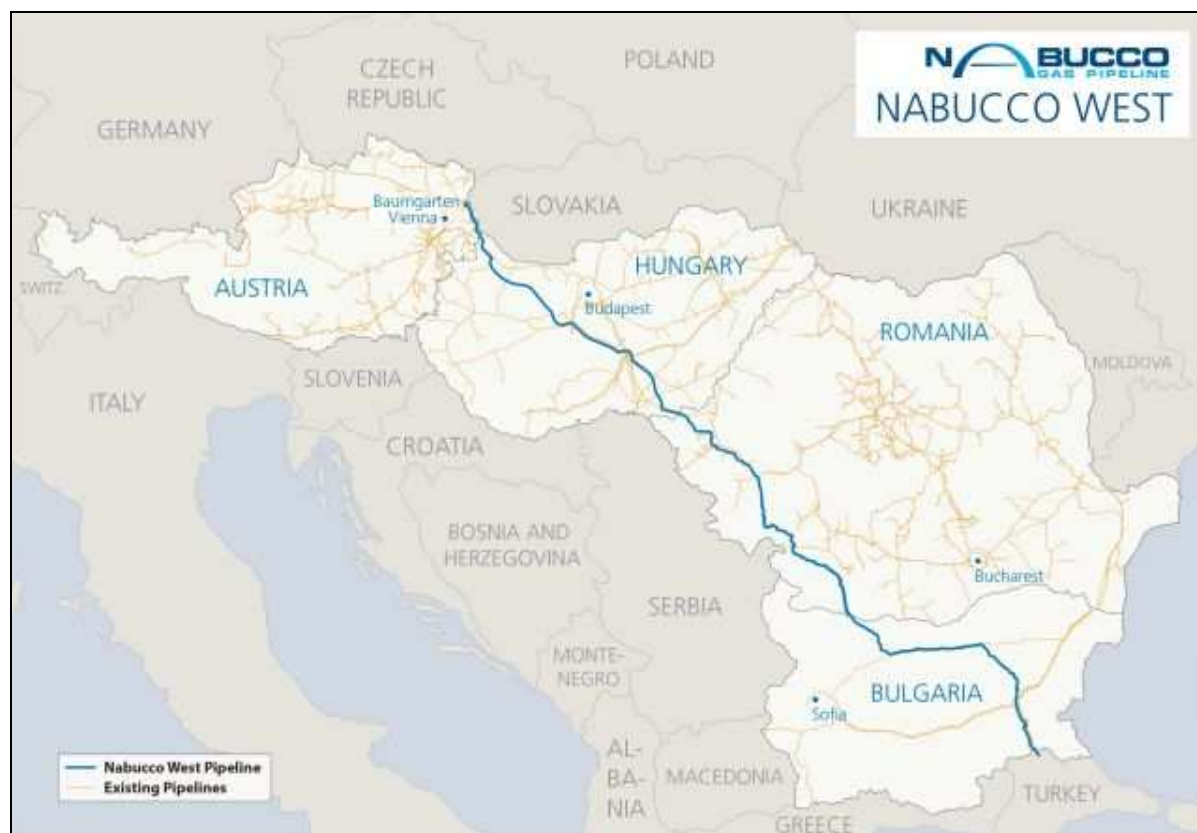 N BUCCO
GAS PIPELINE
NABUCCO WEST
POLAND
CZECH
REPUBLIC
GERMANY
SLOVAKIA
UKRAINE
Baumgarten
Vienna
HUNGARY
AUSTRIA
SWITZ
Budapest
ROMANIA
MOLDOVA
SLOVENIA
ITALY
CROATIA
BOSNIA AND
HERZEGOVINA
Bucharest
SERBIA
MONTE-
NEGRO
BULGARIA
Sofia
AL-
BA-
NIA
MACEDONIA
TURKEY
GREECE
Nabucco West Pipeline
Existing Pipelines